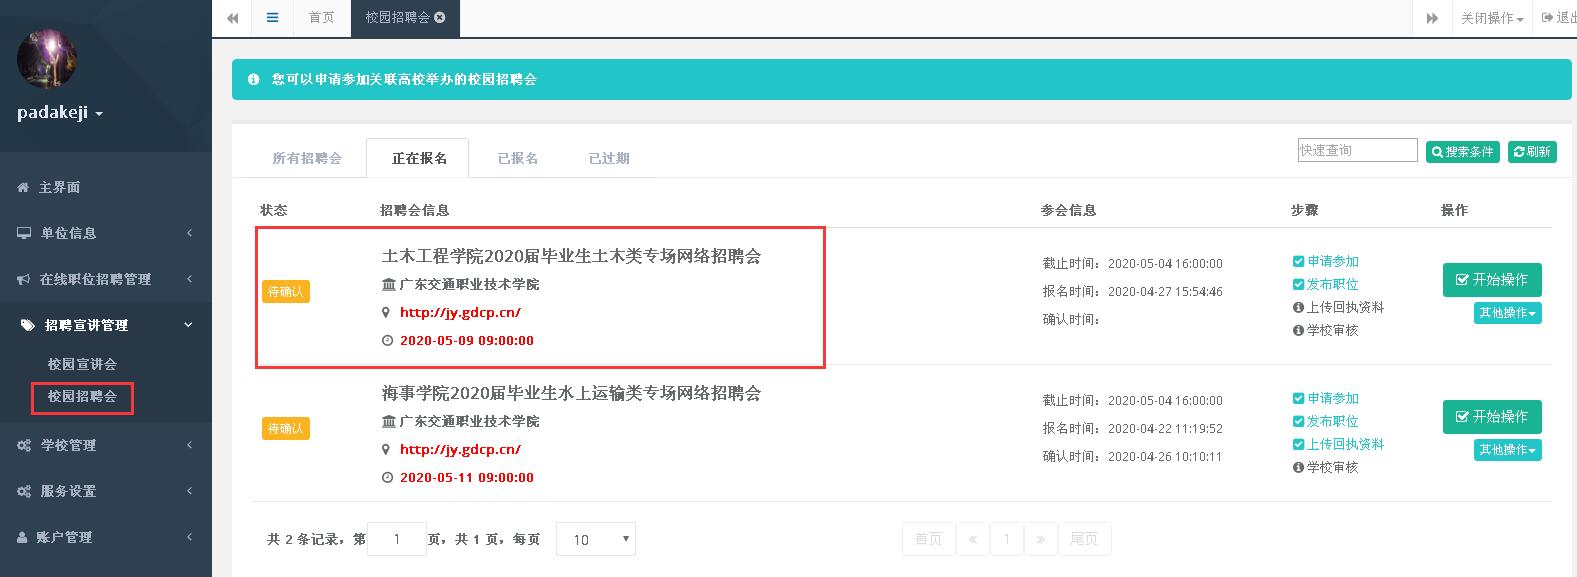 首页
校园招聘会
关闭操作
退出
padakeji
主界面
单位信息
在线职位招聘管理
招聘宣讲管理
校园宣讲会
校园招聘会
学校管理
服务设置
账户管理
您可以申请参加关联高校举办的校园招聘会
所有招聘会
正在报名
已报名
已过期
快速查询
搜索条件
刷新
状态 招聘会信息 参会信息 步骤 操作
待确认
土木工程学院2020届毕业生土木类专场网络招聘会
广东交通职业技术学院
http://jy.gdcp.cn/
2020-05-09 09:00:00
截止时间：2020-05-04 16:00:00
报名时间：2020-04-27 15:54:46
确认时间：
申请参加
发布职位
上传回执资料
学校审核
开始操作
其他操作
待确认
海事学院2020届毕业生水上运输类专场网络招聘会
广东交通职业技术学院
http://jy.gdcp.cn/
2020-05-11 09:00:00
截止时间：2020-05-04 16:00:00
报名时间：2020-04-22 11:19:52
确认时间：2020-04-26 10:10:11
申请参加
发布职位
上传回执资料
学校审核
开始操作
其他操作
共 2 条记录，第 1 页，共 1 页，每页 10
首页 « 1 » 尾页